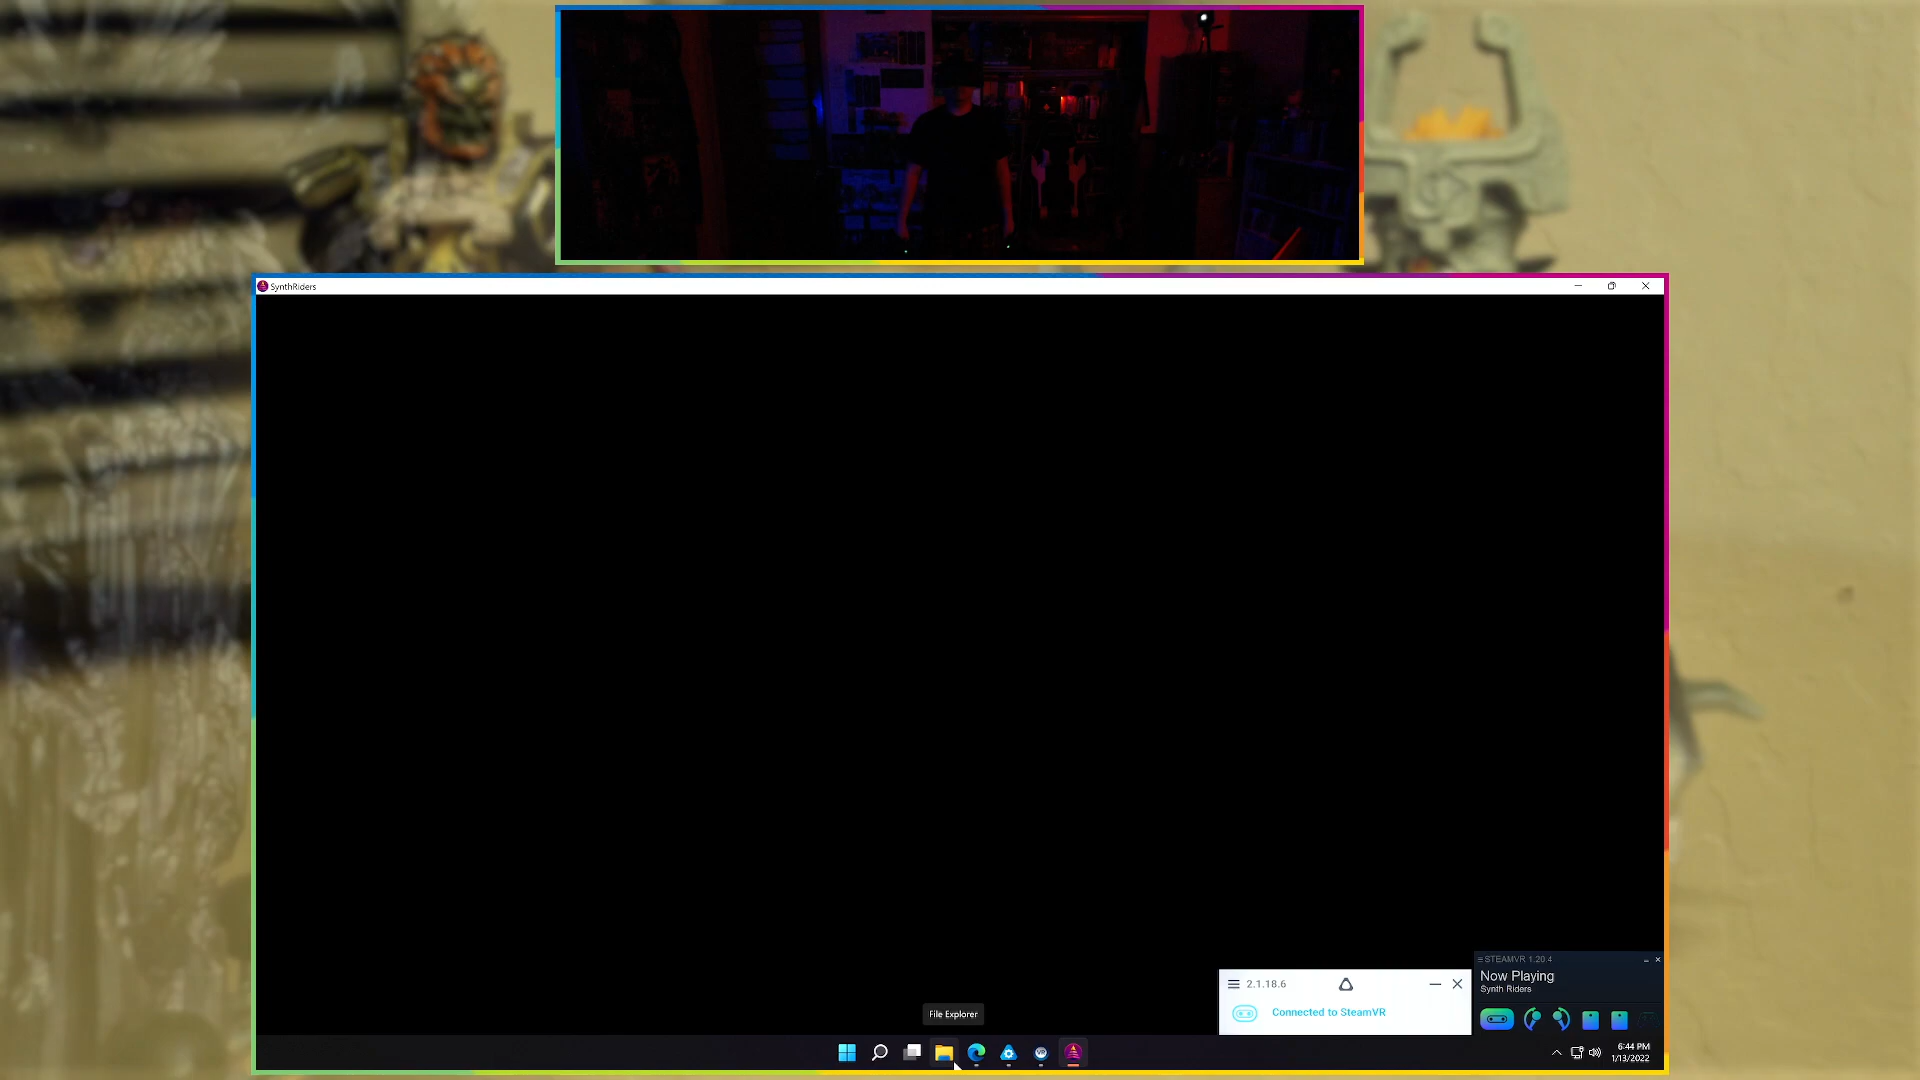 SynthRiders
STEAMVR 1.20.4
Now Playing
Synth Riders
2.1.18.6
Connected to SteamVR
File Explorer
6:44 PM
1/13/2022